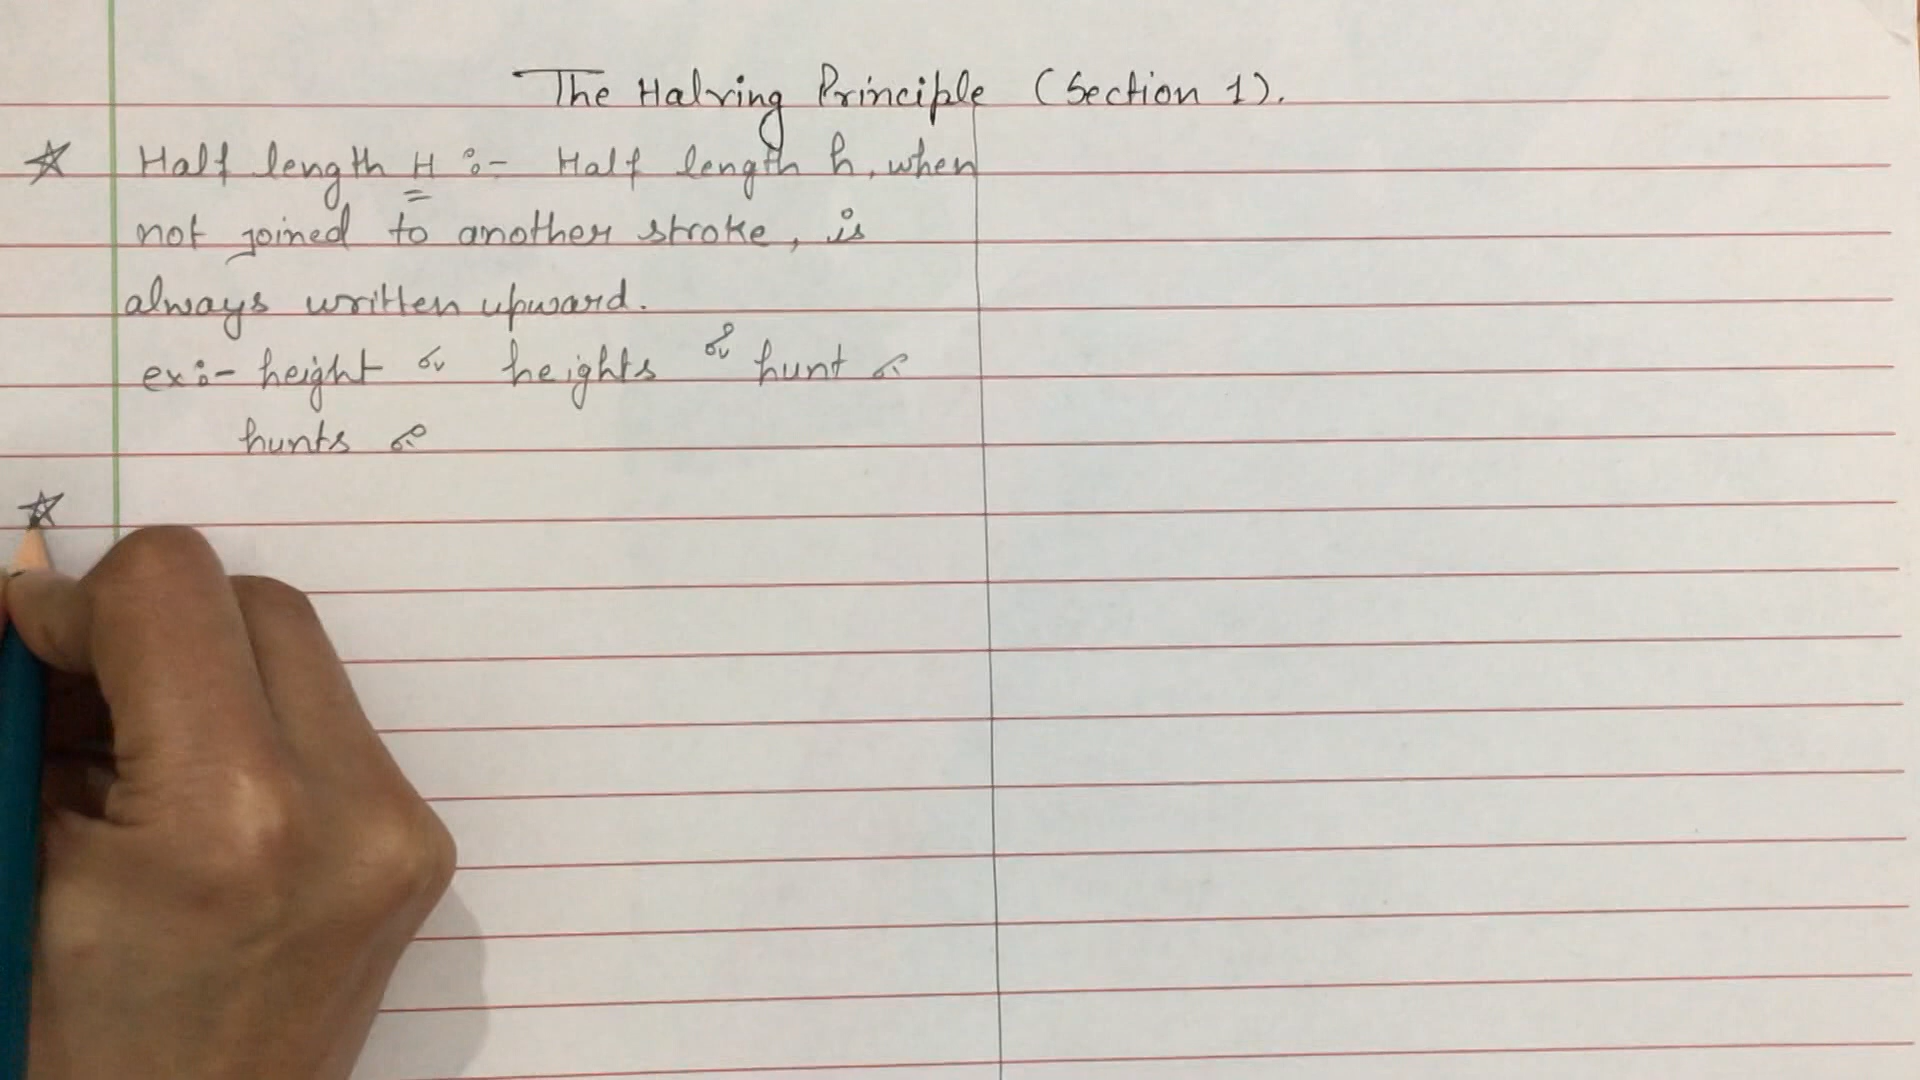 The Halving Principle (Section 1).
☆ Half length H :- Half length h, when
not joined to another stroke, is
always written upward.
ex:- height heights hunt
hunts
☆